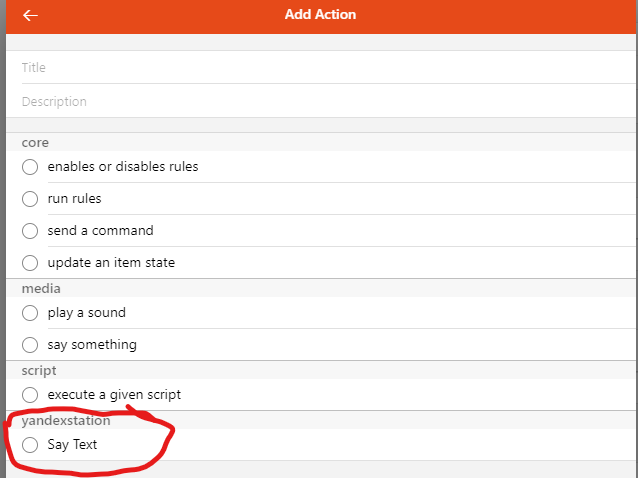 Add Action
Title
Description
core
enables or disables rules
run rules
send a command
update an item state
media
play a sound
say something
script
execute a given script
yandexstation
Say Text